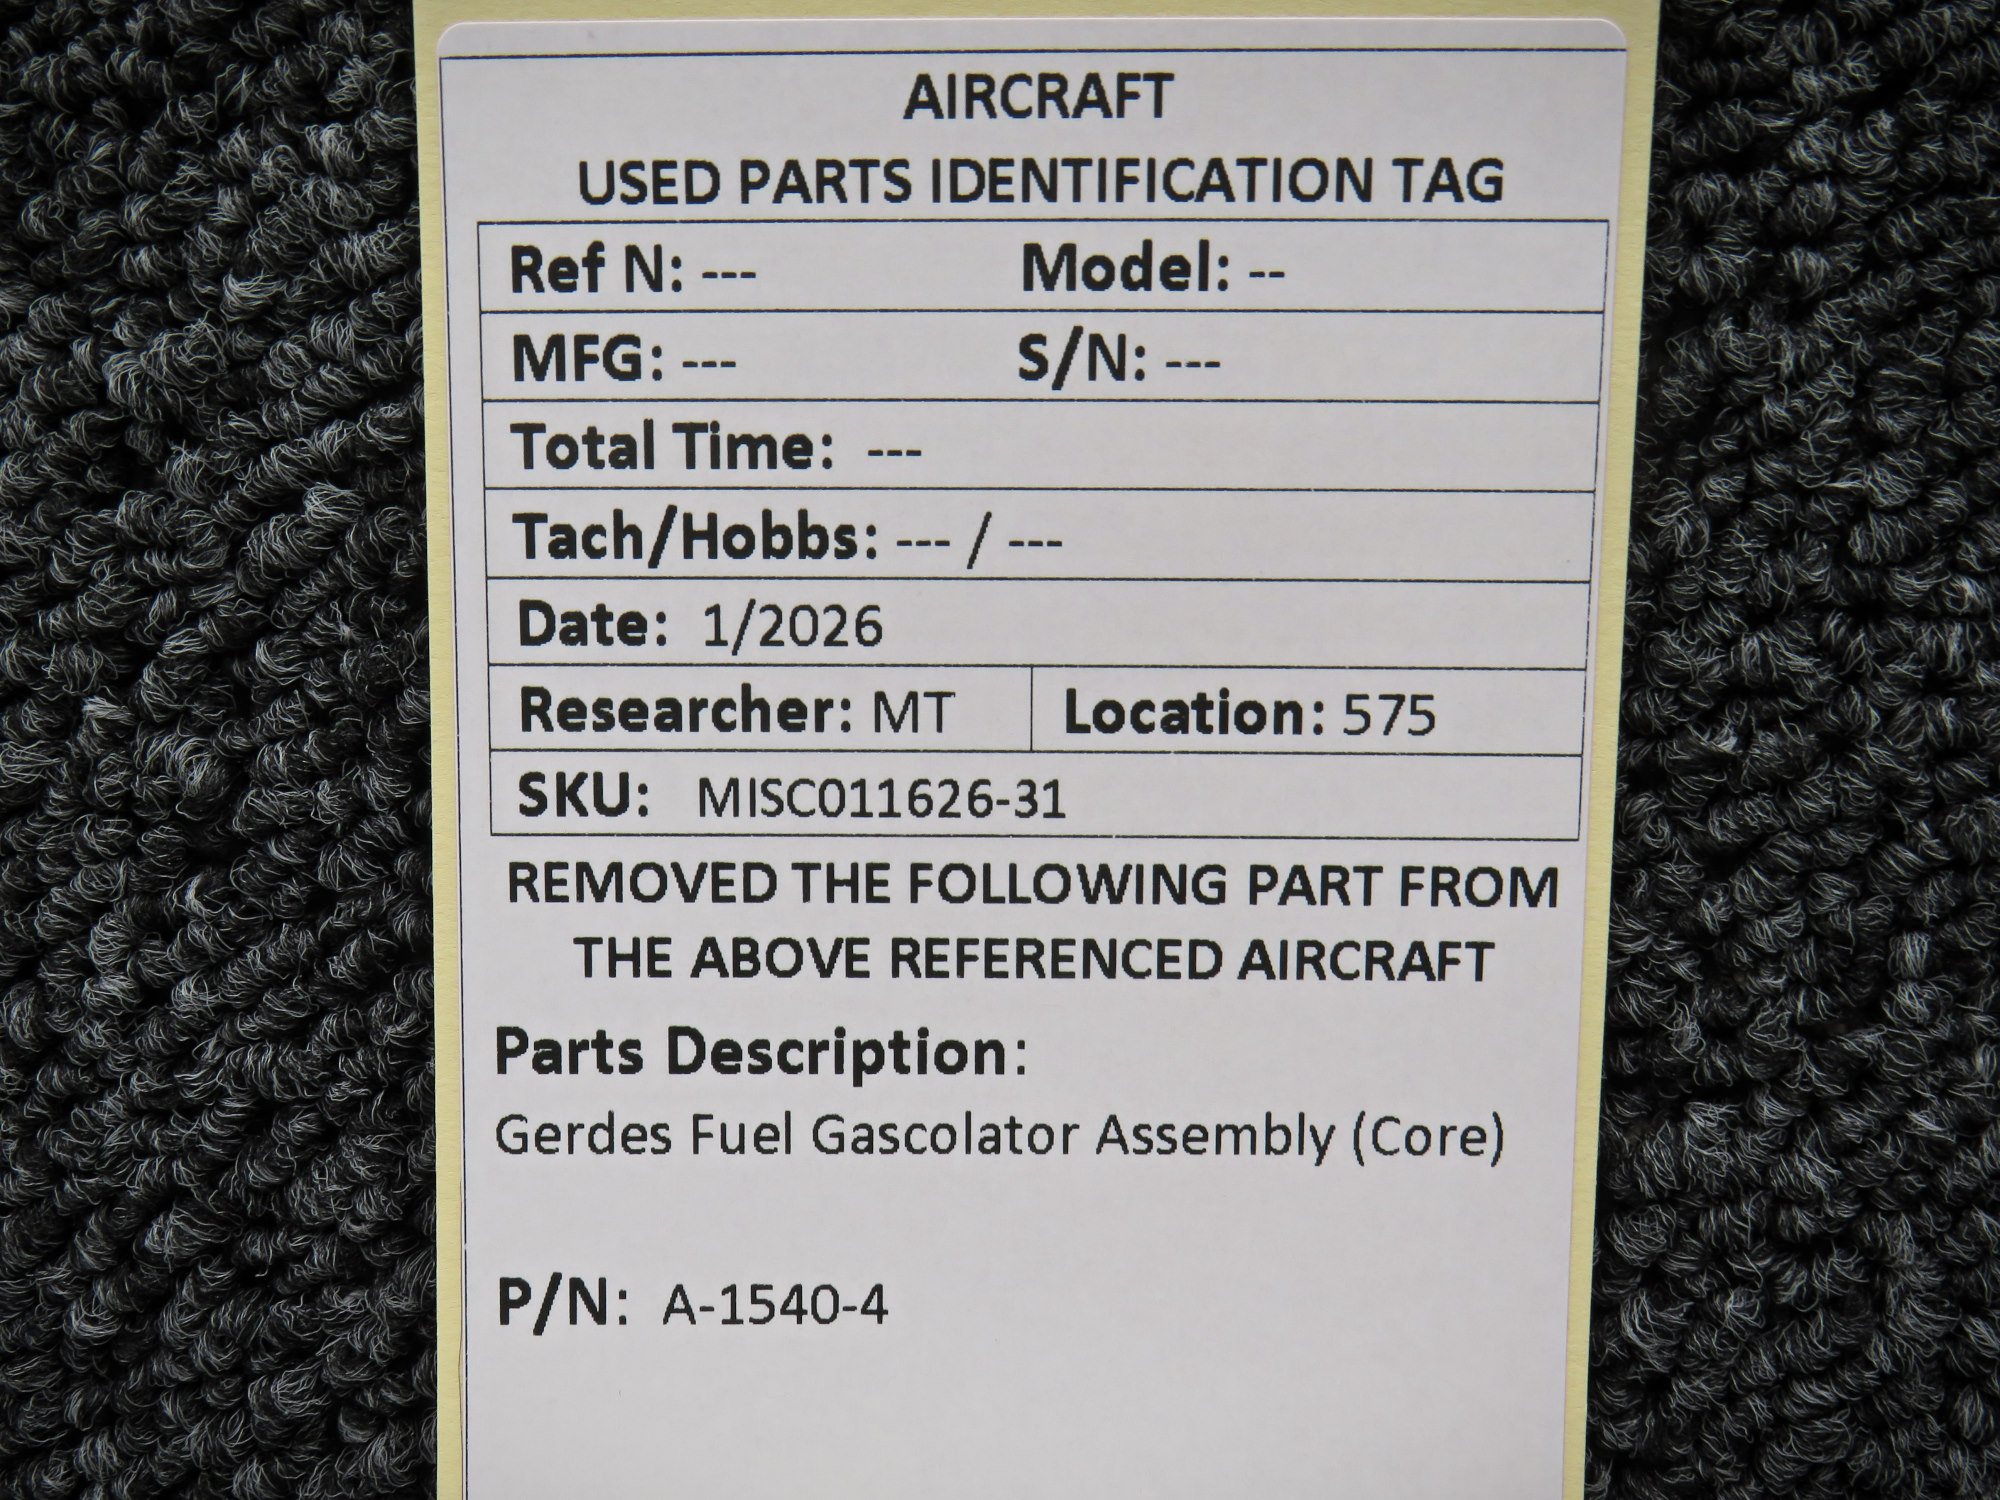 AIRCRAFT
USED PARTS IDENTIFICATION TAG
Ref N: --- Model: --
MFG: --- S/N: ---
Total Time: ---
Tach/Hobbs: --- / ---
Date: 1/2026
Researcher: MT Location: 575
SKU: MISC011626-31
REMOVED THE FOLLOWING PART FROM
THE ABOVE REFERENCED AIRCRAFT
Parts Description:
Gerdes Fuel Gascolator Assembly (Core)
P/N: A-1540-4